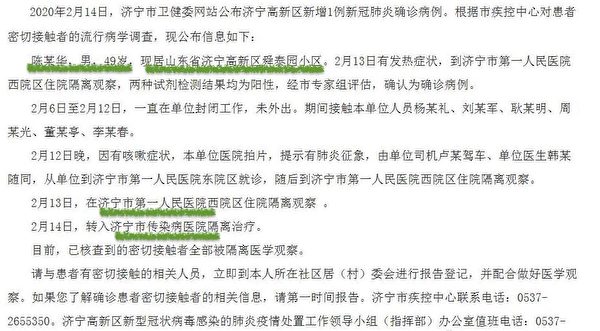 2020年2月14日，济宁市卫健委网站公布济宁高新区新增1例新冠肺炎确诊病例。根据市疾控中心对患者
密切接触者的流行病学调查，现公布信息如下：
陈某华，男，49岁，现居山东省济宁高新区舜泰园小区。2月13日有发热症状，到济宁市第一人民医院
西院区住院隔离观察，两种试剂检测结果均为阳性，经市专家组评估，确认为确诊病例。
2月6日至2月12日，一直在单位封闭工作，未外出。期间接触本单位人员杨某礼、刘某军、耿某明、周
某光、董某亭、李某春。
2月12日晚，因有咳嗽症状，本单位医院拍片，提示有肺炎征象，由单位司机卢某驾车、单位医生韩某
随同，从单位到济宁市第一人民医院东院区就诊，随后到济宁市第一人民医院西院区住院隔离观察。
2月13日，在济宁市第一人民医院西院区住院隔离观察 。
2月14日，转入济宁市传染病医院隔离治疗。
目前，已核查到的密切接触者全部被隔离医学观察。
请与患者有密切接触的相关人员，立即到本人所在社区居（村）委会进行报告登记，并配合做好医学观
察。如果您了解确诊患者密切接触者的相关信息，请第一时间报告。济宁市疾控中心联系电话：0537-
2655350。济宁高新区新型冠状病毒感染的肺炎疫情处置工作领导小组（指挥部）办公室值班电话：0537-